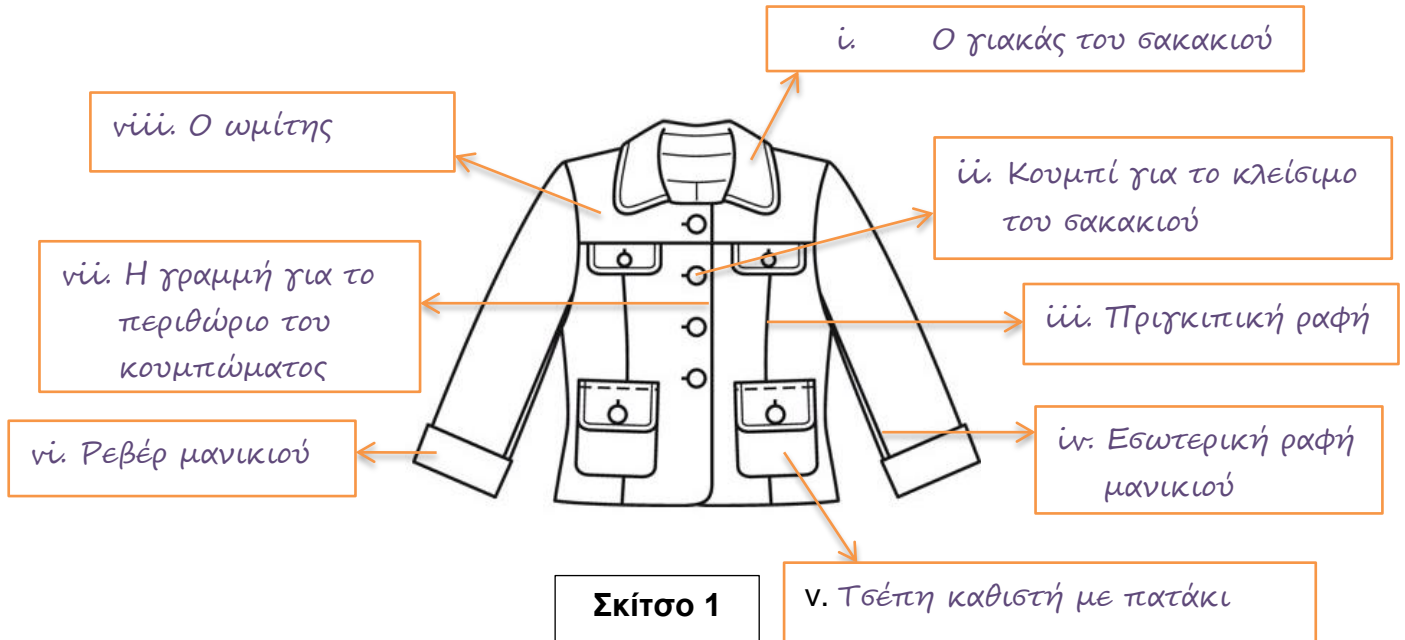 i. Ο γιακάς του σακακιού
viii. Ο ωμίτης
ii. Κουμπί για το κλείσιμο
του σακακιού
vii. Η γραμμή για το
περιθώριο του
κουμπώματος
iii. Πριγκιπική ραφή
vi. Ρεβέρ μανικιού
iv. Εσωτερική ραφή
μανικιού
v. Τσέπη καθιστή με πατάκι
Σκίτσο 1